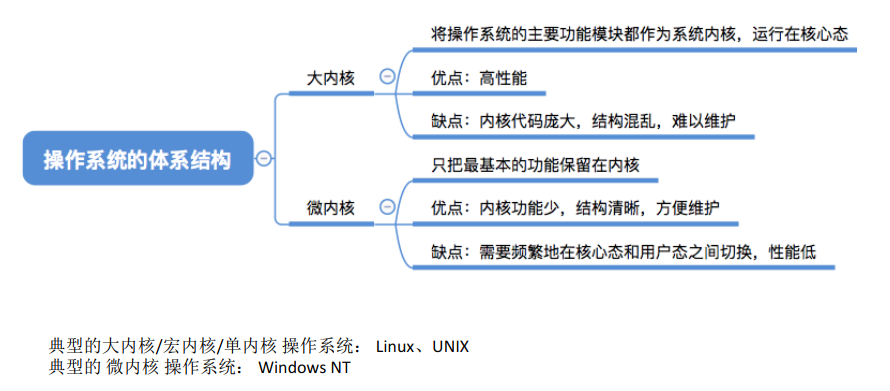 将操作系统的主要功能模块都作为系统内核，运行在核心态
大内核
优点：高性能
缺点：内核代码庞大，结构混乱，难以维护
操作系统的体系结构
只把最基本的功能保留在内核
微内核
优点：内核功能少，结构清晰，方便维护
缺点：需要频繁地在核心态和用户态之间切换，性能低
典型的大内核/宏内核/单内核 操作系统： Linux、UNIX
典型的 微内核 操作系统： Windows NT